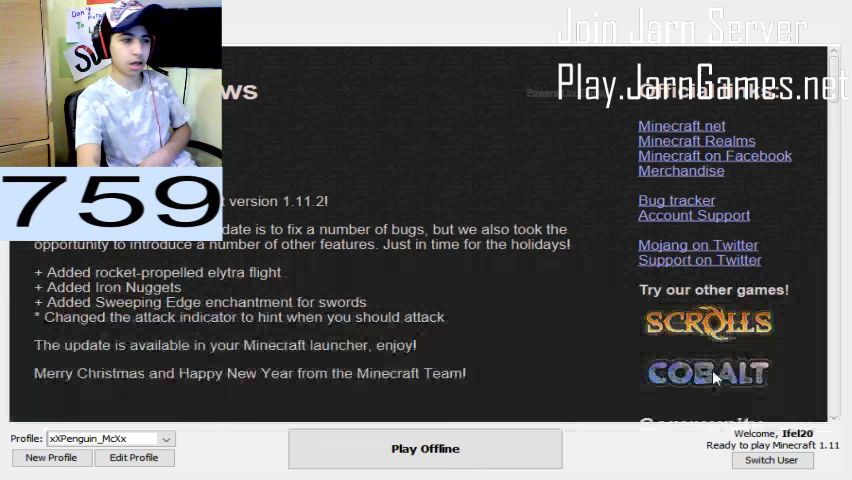 Join Jarn Server
Play.JarnGames.net
ws
Official links:
Minecraft.net
Minecraft Realms
Minecraft on Facebook
Merchandise
Bug tracker
Account Support
Mojang on Twitter
Support on Twitter
Try our other games!
SCROLLS
COBALT
Community
759
t version 1.11.2!
date is to fix a number of bugs, but we also took the
opportunity to introduce a number of other features. Just in time for the holidays!
+ Added rocket-propelled elytra flight
+ Added Iron Nuggets
+ Added Sweeping Edge enchantment for swords
* Changed the attack indicator to hint when you should attack
The update is available in your Minecraft launcher, enjoy!
Merry Christmas and Happy New Year from the Minecraft Team!
Profile: xXPenguin_McXx
New Profile
Edit Profile
Play Offline
Welcome, Ifel20
Ready to play Minecraft 1.11
Switch User